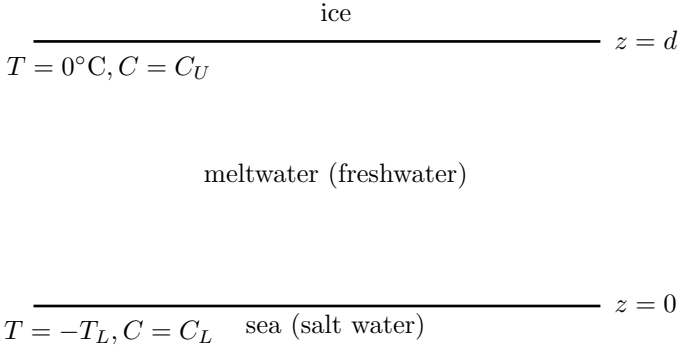 ice
z = d
T = 0°C, C = C_U
meltwater (freshwater)
z = 0
T = −T_L, C = C_L sea (salt water)